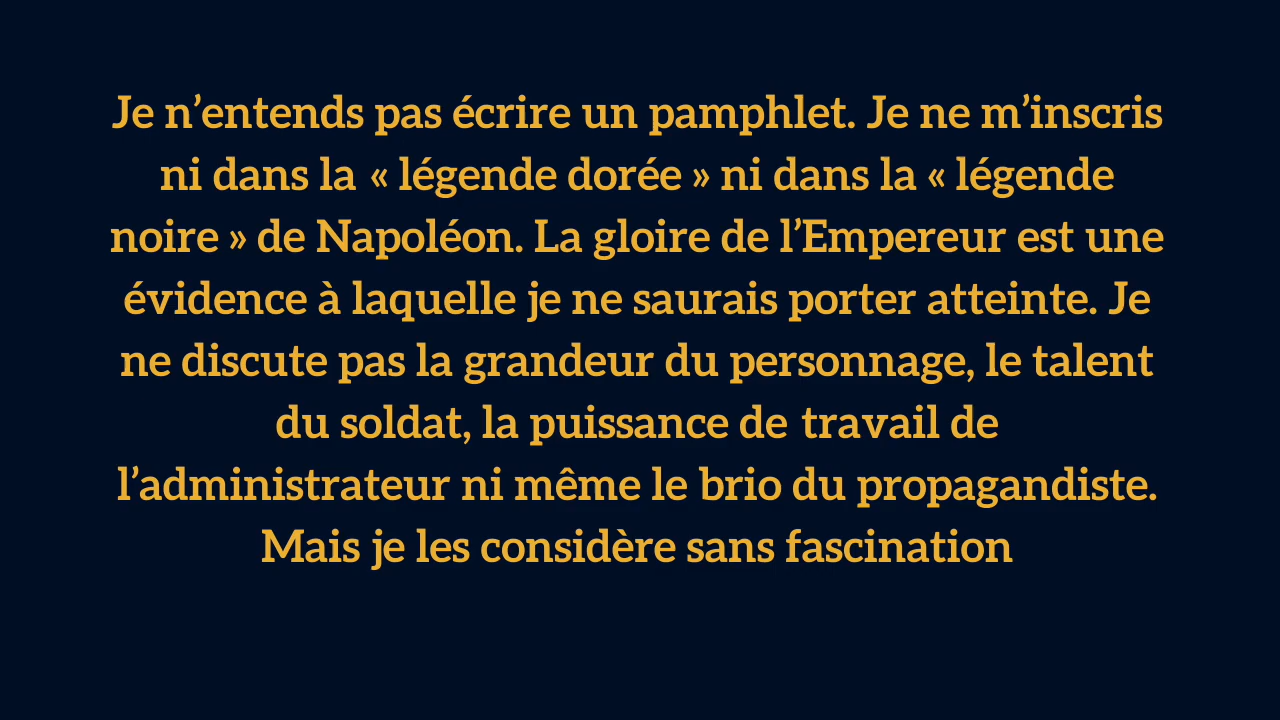 Je n’entends pas écrire un pamphlet. Je ne m’inscris
ni dans la « légende dorée » ni dans la « légende
noire » de Napoléon. La gloire de l’Empereur est une
évidence à laquelle je ne saurais porter atteinte. Je
ne discute pas la grandeur du personnage, le talent
du soldat, la puissance de travail de
l’administrateur ni même le brio du propagandiste.
Mais je les considère sans fascination